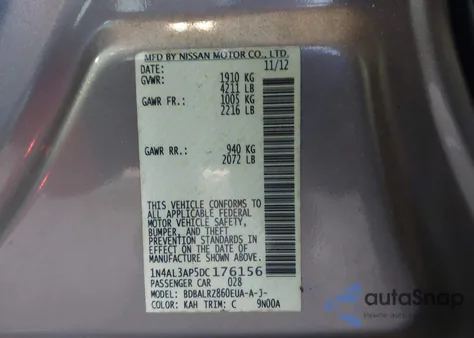 MFD BY NISSAN MOTOR CO., LTD.
DATE: 11/12
GVWR: 1910 KG
4211 LB
GAWR FR.: 1005 KG
2216 LB
GAWR RR.: 940 KG
2072 LB
THIS VEHICLE CONFORMS TO
ALL APPLICABLE FEDERAL
MOTOR VEHICLE SAFETY,
BUMPER, AND THEFT
PREVENTION STANDARDS IN
EFFECT ON THE DATE OF
MANUFACTURE SHOWN ABOVE.
1N4AL3AP5DC176156
PASSENGER CAR 028
MODEL: BDBALRZ860EUA-A-J-
COLOR: KAH TRIM: C 9N00A
autoSnap